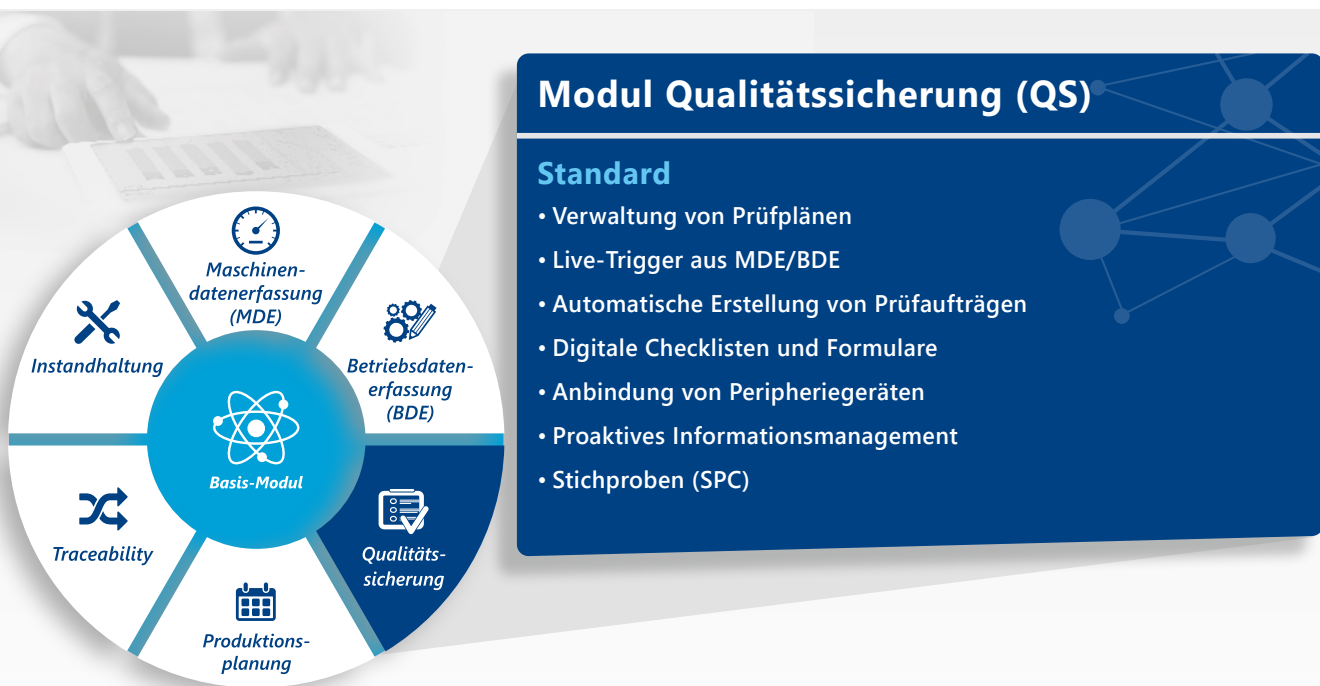 Modul Qualitätssicherung (QS)
Standard
• Verwaltung von Prüfplänen
• Live-Trigger aus MDE/BDE
• Automatische Erstellung von Prüfaufträgen
• Digitale Checklisten und Formulare
• Anbindung von Peripheriegeräten
• Proaktives Informationsmanagement
• Stichproben (SPC)
Maschinen-
datenerfassung
(MDE)
Betriebsdaten-
erfassung
(BDE)
Qualitäts-
sicherung
Produktions-
planung
Traceability
Instandhaltung
Basis-Modul